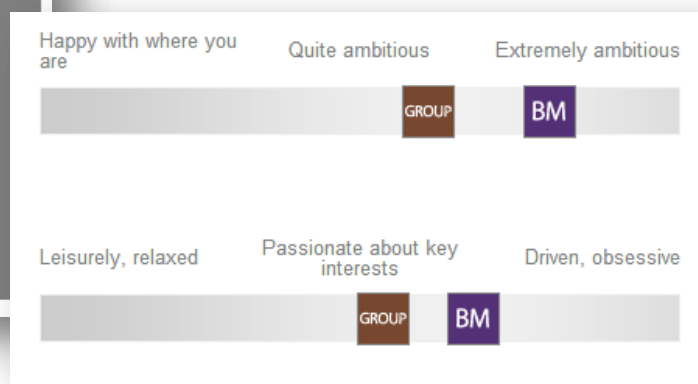 Happy with where you are
Quite ambitious
Extremely ambitious
GROUP
BM
Leisurely, relaxed
Passionate about key interests
Driven, obsessive
GROUP
BM